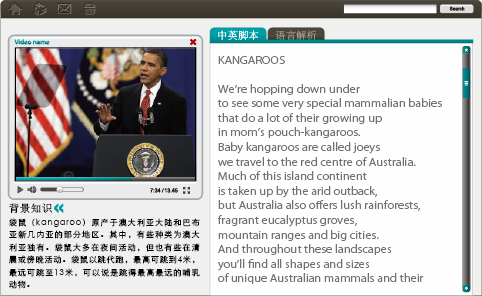 Search
中英脚本 语言解析
Video name
7:34 / 13.45
背景知识
袋鼠（kangaroo）原产于澳大利亚大陆和巴布
亚新几内亚的部分地区。其中，有些种类为澳大
利亚独有。袋鼠大多在夜间活动，但也有些在清
晨或傍晚活动。袋鼠以跳代跑，最高可跳到4米，
最远可跳至13米，可以说是跳得最高最远的哺乳
动物。
KANGAROOS
We're hopping down under
to see some very special mammalian babies
that do a lot of their growing up
in mom's pouch-kangaroos.
Baby kangaroos are called joeys
we travel to the red centre of Australia.
Much of this island continent
is taken up by the arid outback,
but Australia also offers lush rainforests,
fragrant eucalyptus groves,
mountain ranges and big cities.
And throughout these landscapes
you'll find all shapes and sizes
of unique Australian mammals and their